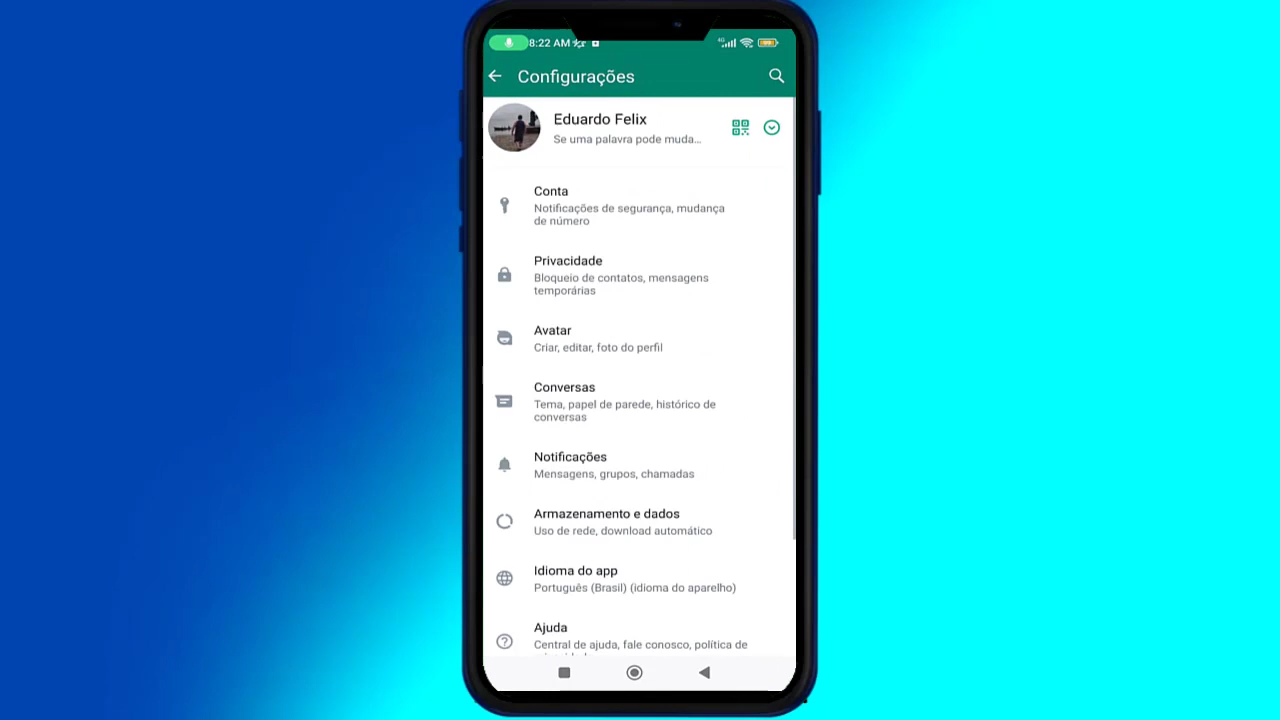 8:22 AM
4G
Configurações
Eduardo Felix
Se uma palavra pode muda...
Conta
Notificações de segurança, mudança
de número
Privacidade
Bloqueio de contatos, mensagens
temporárias
Avatar
Criar, editar, foto do perfil
Conversas
Tema, papel de parede, histórico de
conversas
Notificações
Mensagens, grupos, chamadas
Armazenamento e dados
Uso de rede, download automático
Idioma do app
Português (Brasil) (idioma do aparelho)
Ajuda
Central de ajuda, fale conosco, política de